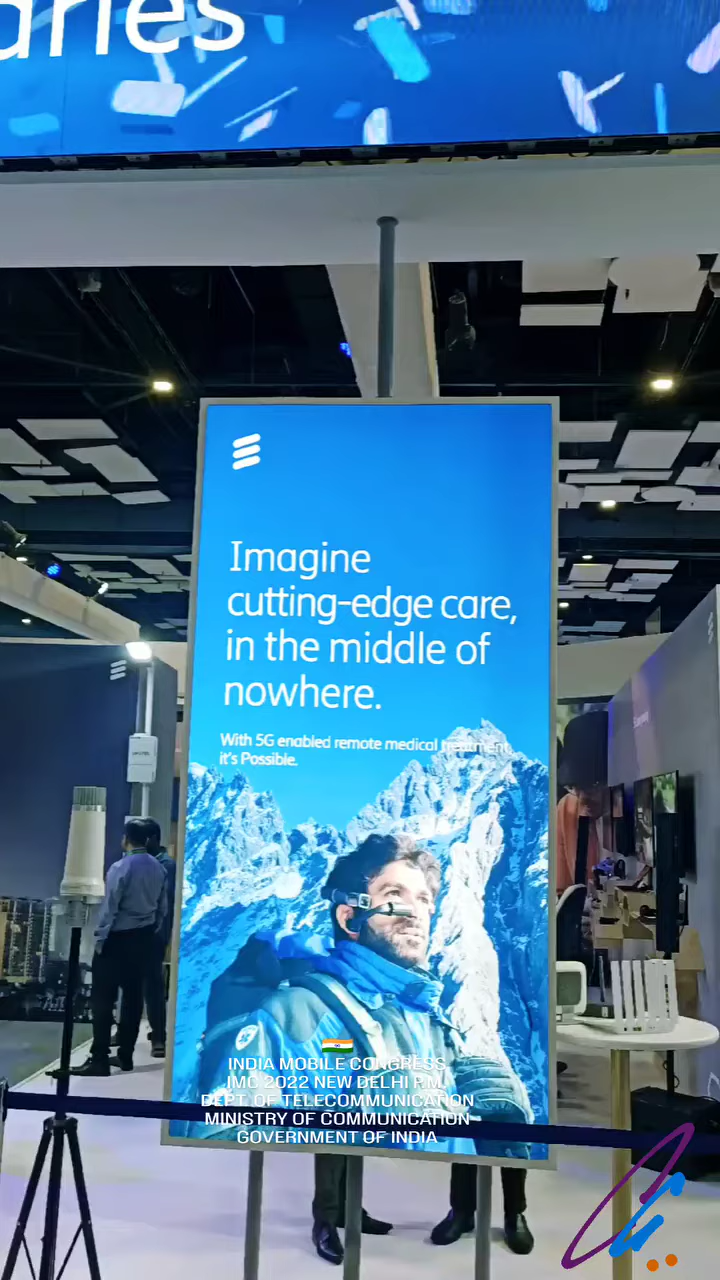 aries
Imagine
cutting-edge care,
in the middle of
nowhere.
With 5G enabled remote medical treatment,
it's Possible.
INDIA MOBILE CONGRESS
IMC 2022 NEW DELHI P.M.
DEPT. OF TELECOMMUNICATION
MINISTRY OF COMMUNICATION
GOVERNMENT OF INDIA